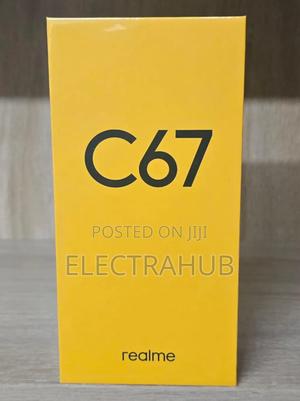 C67
POSTED ON JIJI
ELECTRAHUB
realme